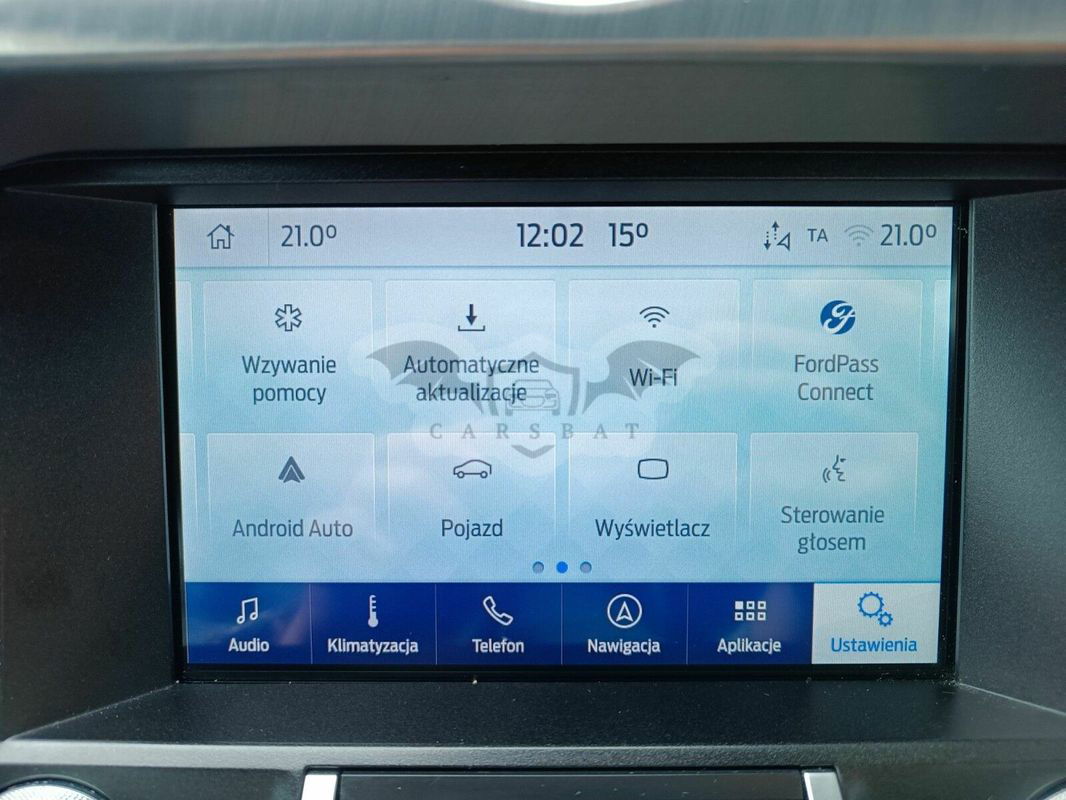 21.0°
12:02
15°
TA
21.0°
Wzywanie
pomocy
Automatyczne
aktualizacje
Wi-Fi
FordPass
Connect
CARSBAT
Android Auto
Pojazd
Wyświetlacz
Sterowanie
głosem
Audio
Klimatyzacja
Telefon
Nawigacja
Aplikacje
Ustawienia